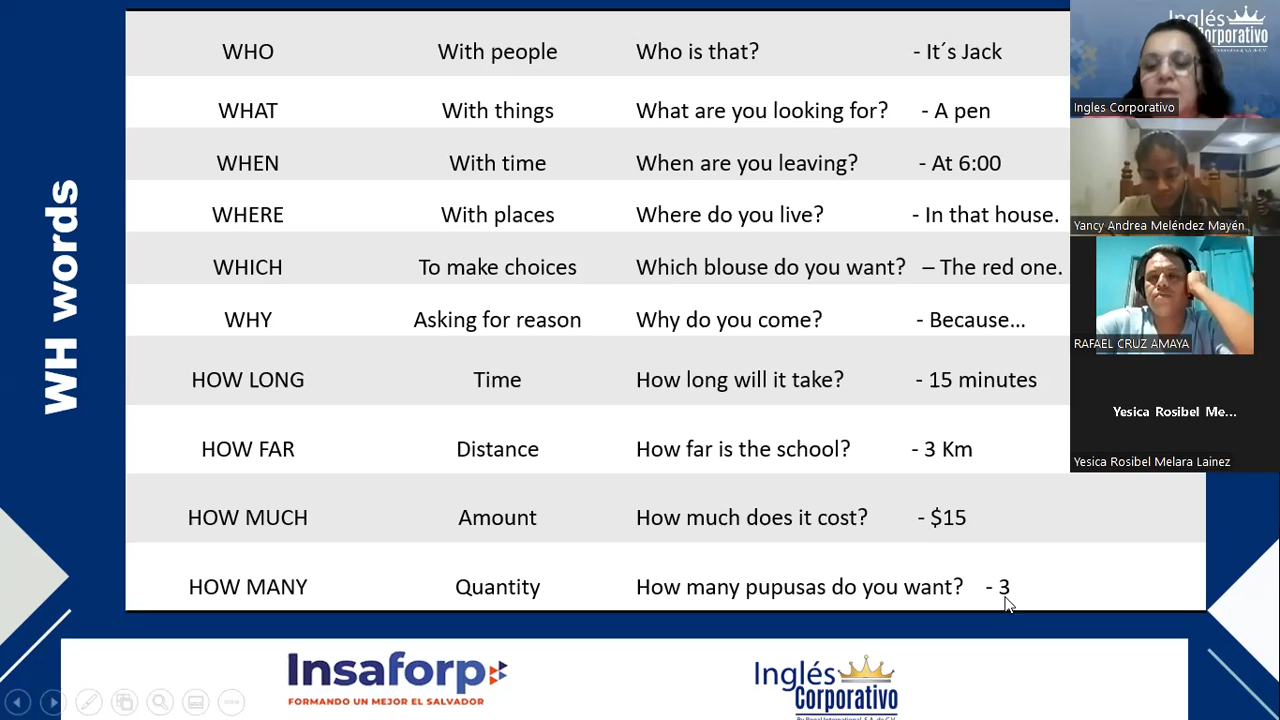 WH words
WHO With people Who is that? - It´s Jack
WHAT With things What are you looking for? - A pen
WHEN With time When are you leaving? - At 6:00
WHERE With places Where do you live? - In that house.
WHICH To make choices Which blouse do you want? – The red one.
WHY Asking for reason Why do you come? - Because…
HOW LONG Time How long will it take? - 15 minutes
HOW FAR Distance How far is the school? - 3 Km
HOW MUCH Amount How much does it cost? - $15
HOW MANY Quantity How many pupusas do you want? - 3
Inglés
Corporativo
Ingles Corporativo
Yancy Andrea Meléndez Mayén
RAFAEL CRUZ AMAYA
Yesica Rosibel Me...
Yesica Rosibel Melara Lainez
Insaforp
FORMANDO UN MEJOR EL SALVADOR
Inglés
Corporativo